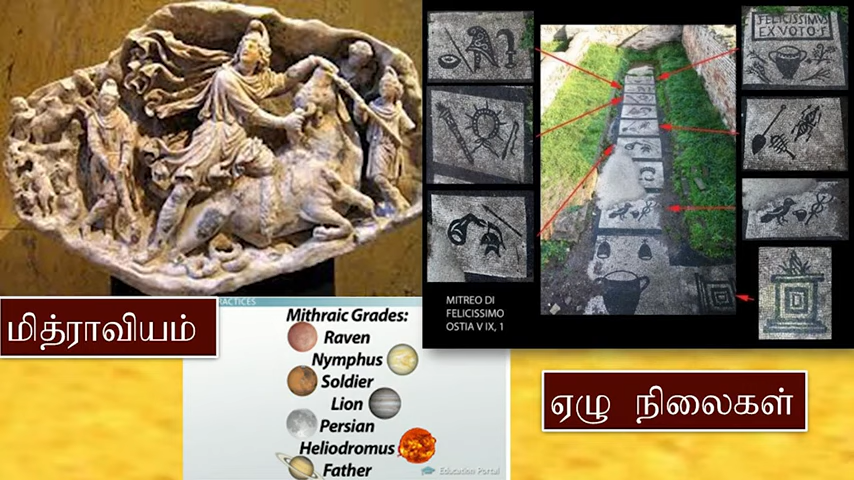 FELICISSIMVS
EX VOTO F
MITREO DI
FELICISSIMO
OSTIA V IX, 1
மித்ராவியம்
RACTICES
Mithraic Grades:
Raven
Nymphus
Soldier
Lion
Persian
Heliodromus
Father
Education Portal
ஏழு நிலைகள்